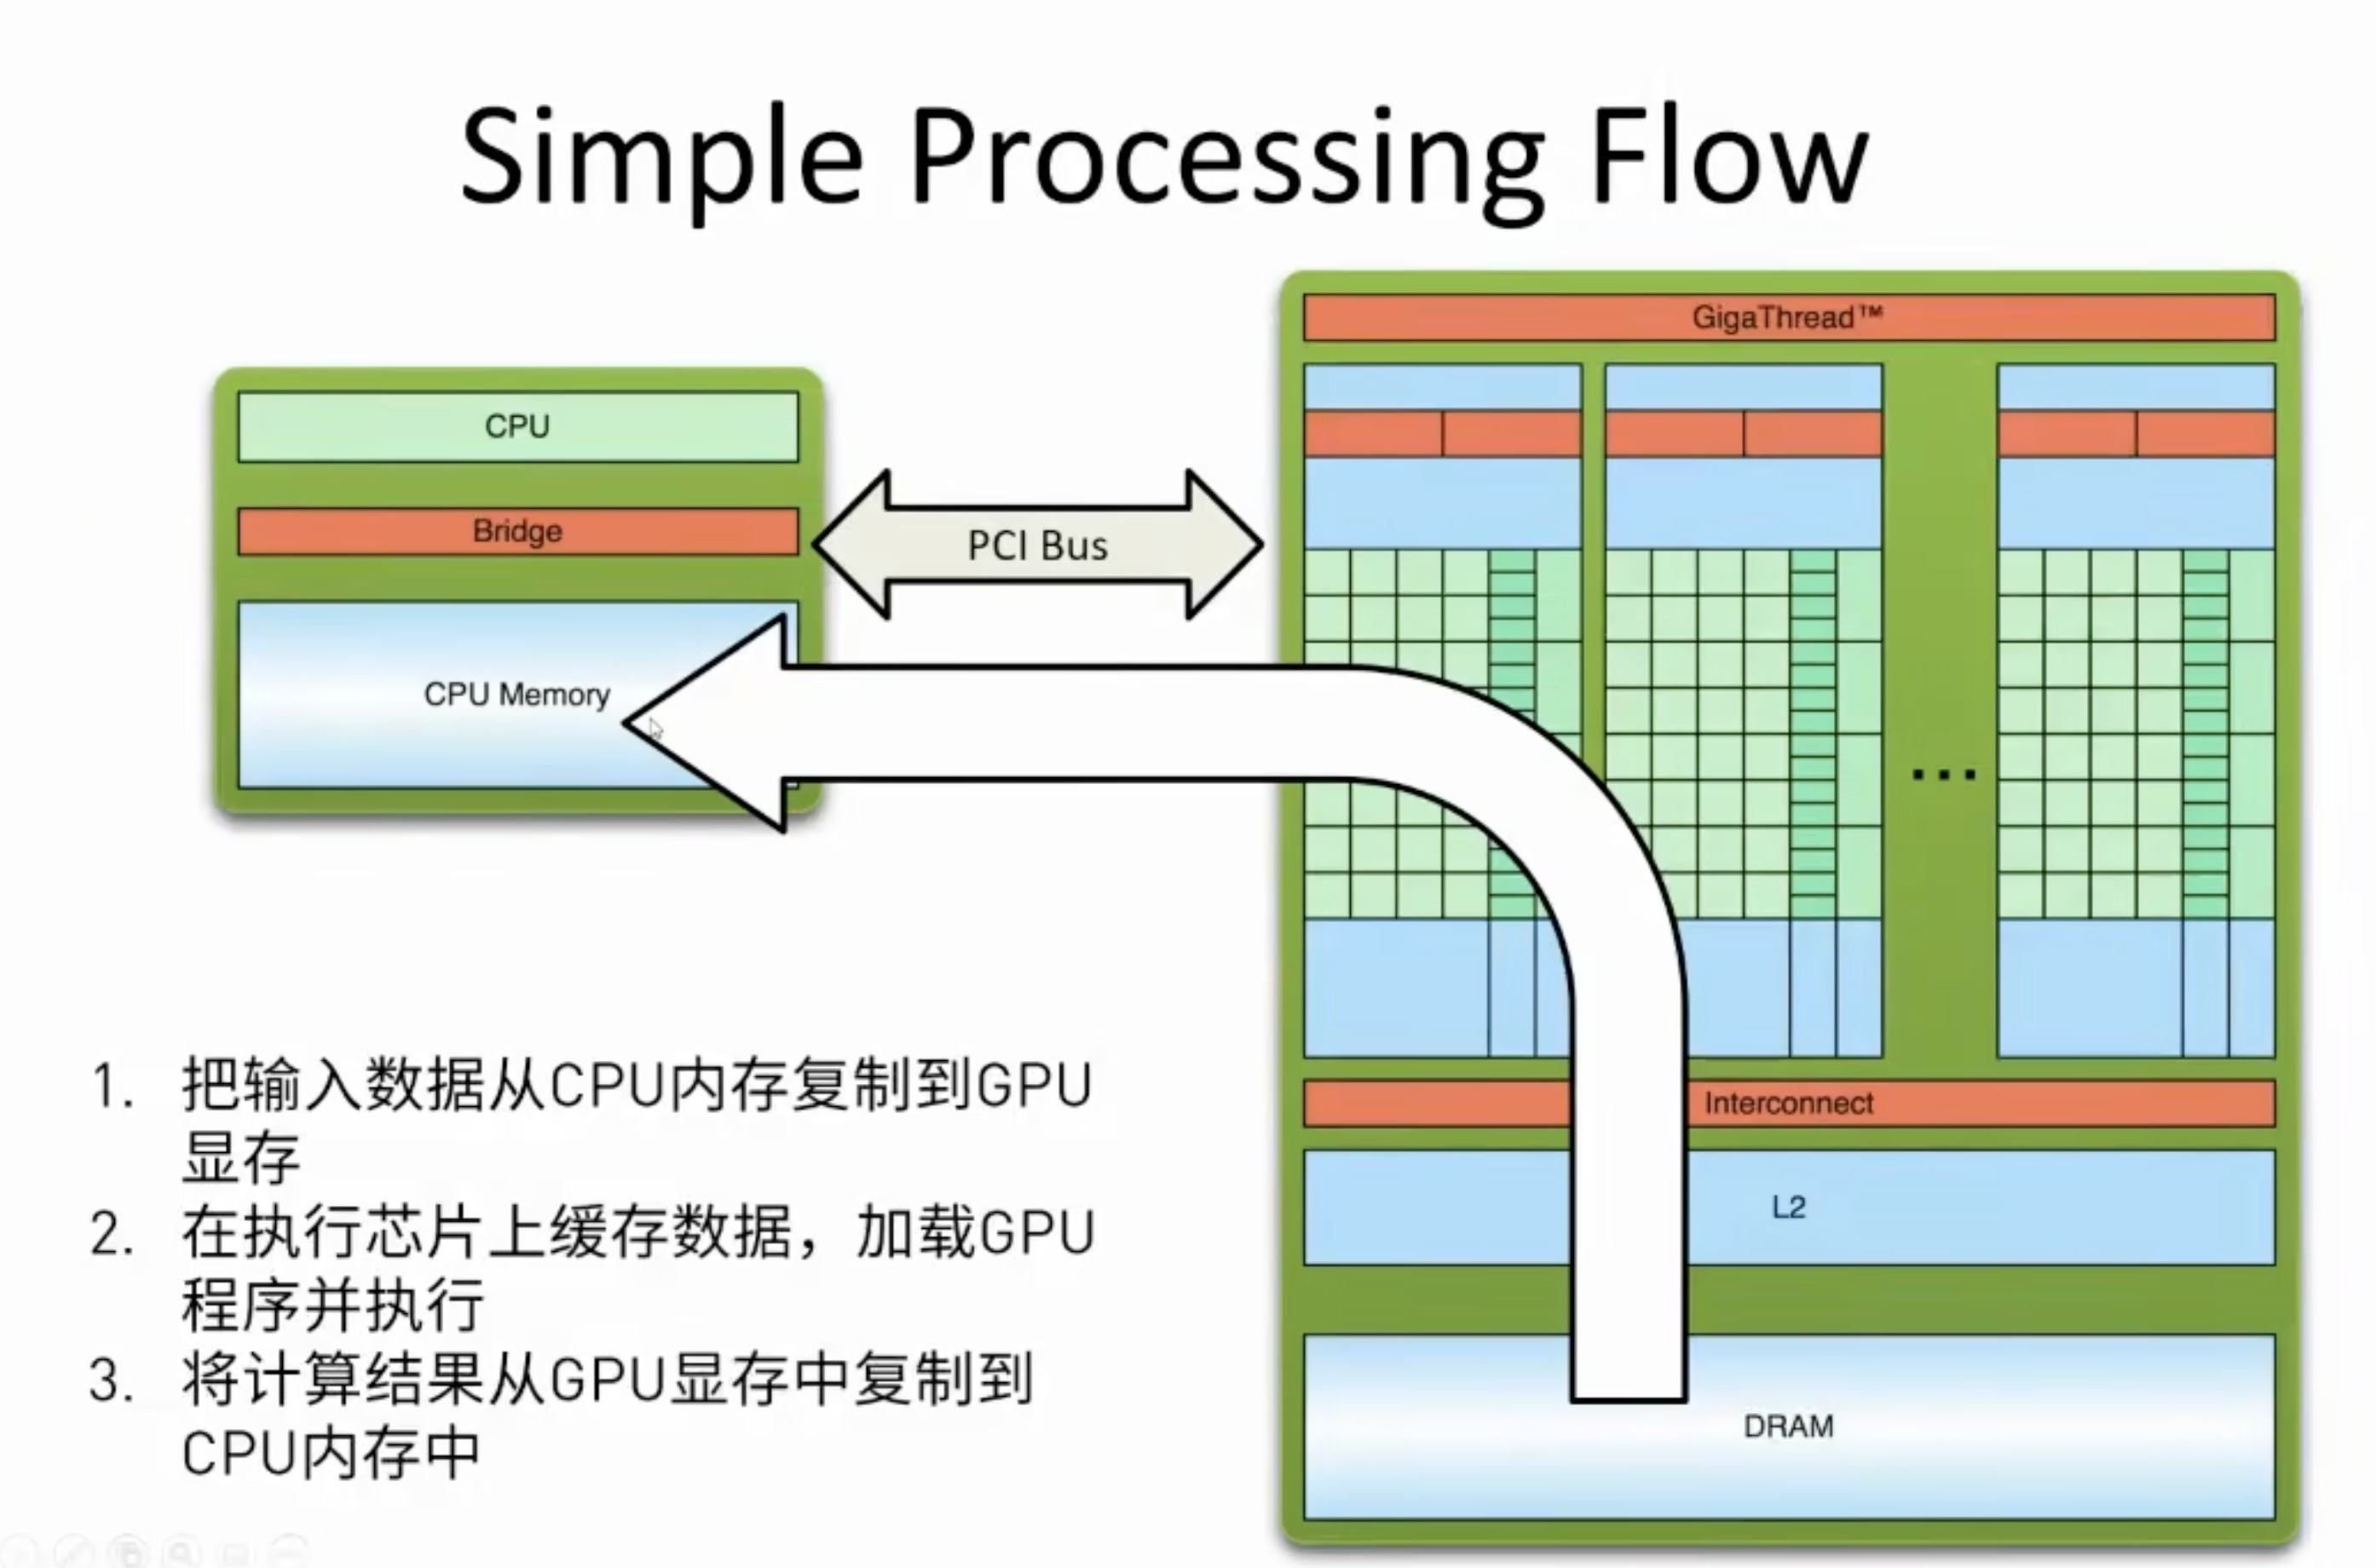 Simple Processing Flow
GigaThread™
CPU
Bridge
PCI Bus
CPU Memory
...
1. 把输入数据从CPU内存复制到GPU
显存
2. 在执行芯片上缓存数据，加载GPU
程序并执行
3. 将计算结果从GPU显存中复制到
CPU内存中
Interconnect
L2
DRAM